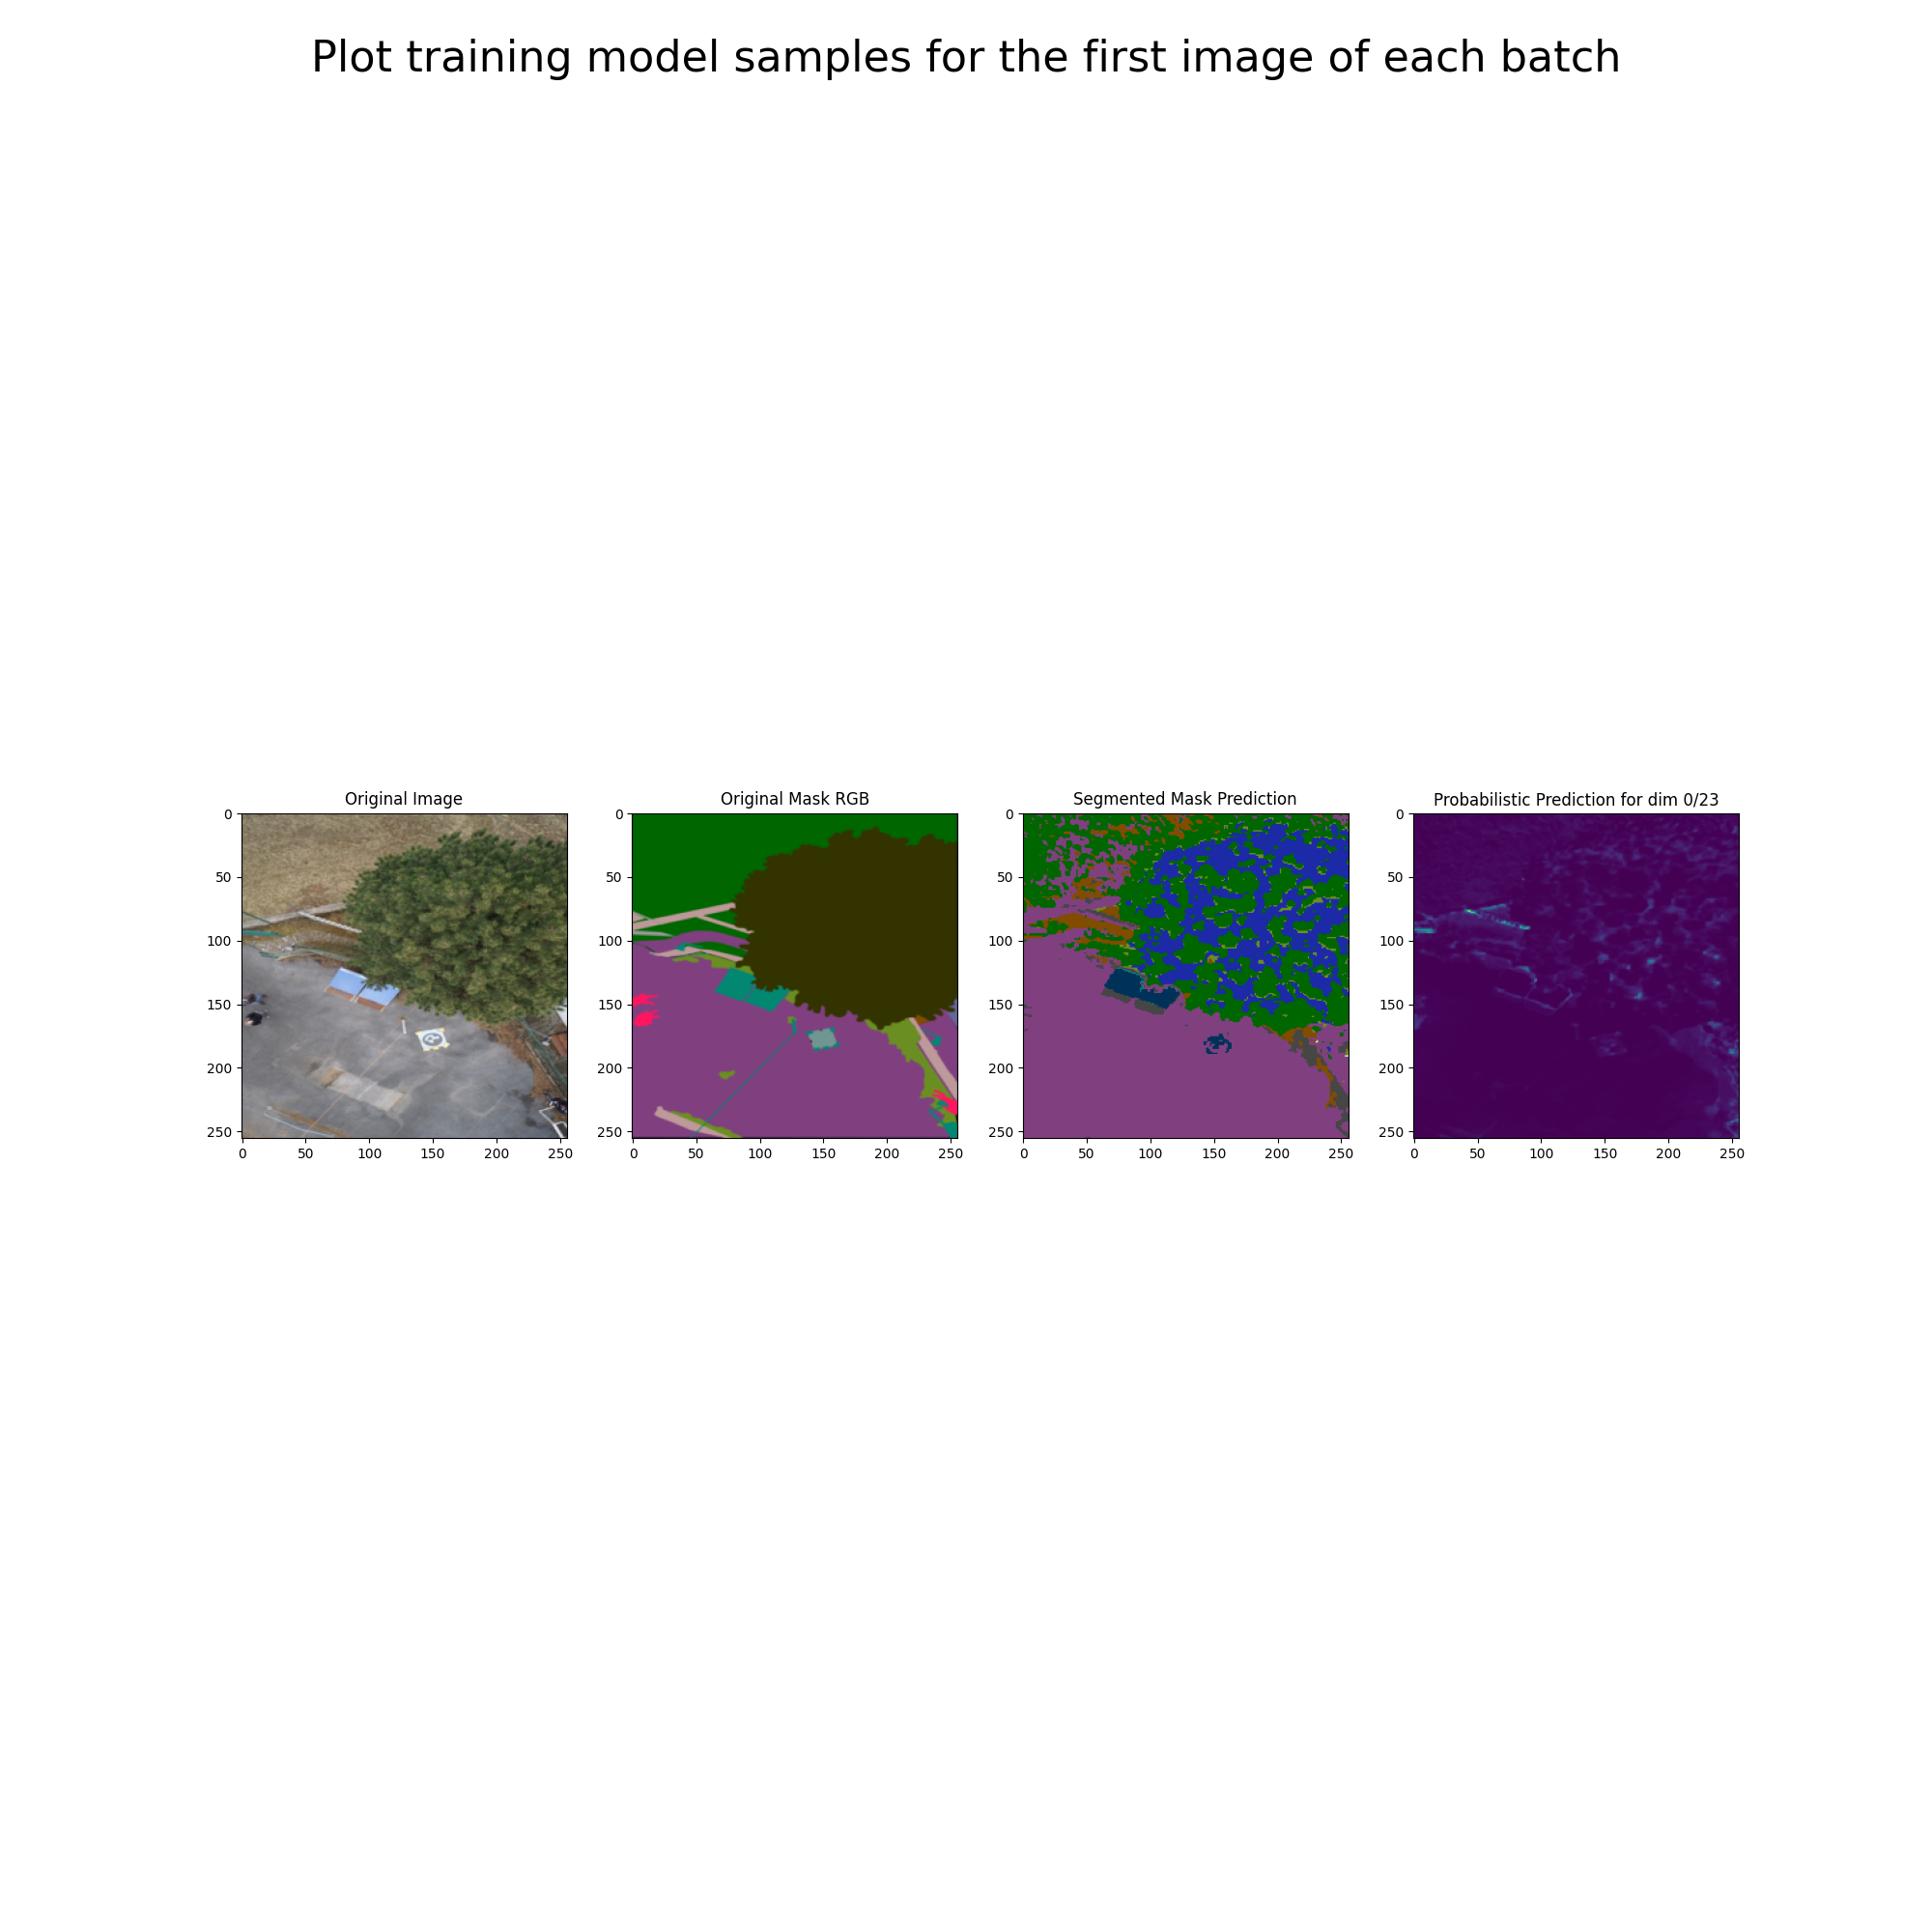 Plot training model samples for the first image of each batch
Original Image
Original Mask RGB
Segmented Mask Prediction
Probabilistic Prediction for dim 0/23
0
50
100
150
200
250
0 50 100 150 200 250
0
50
100
150
200
250
0 50 100 150 200 250
0
50
100
150
200
250
0 50 100 150 200 250
0
50
100
150
200
250
0 50 100 150 200 250